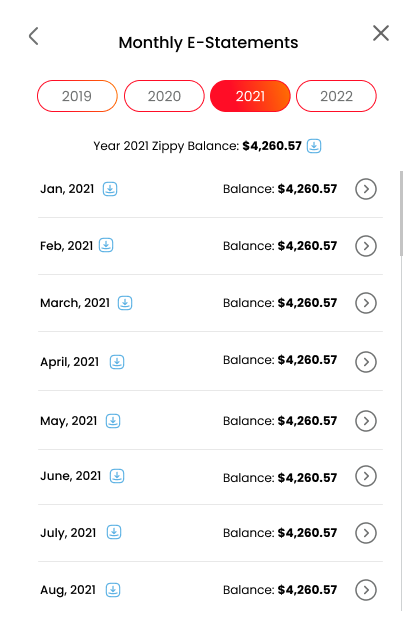 Monthly E-Statements
2019 2020 2021 2022
Year 2021 Zippy Balance: $4,260.57
Jan, 2021 Balance: $4,260.57
Feb, 2021 Balance: $4,260.57
March, 2021 Balance: $4,260.57
April, 2021 Balance: $4,260.57
May, 2021 Balance: $4,260.57
June, 2021 Balance: $4,260.57
July, 2021 Balance: $4,260.57
Aug, 2021 Balance: $4,260.57